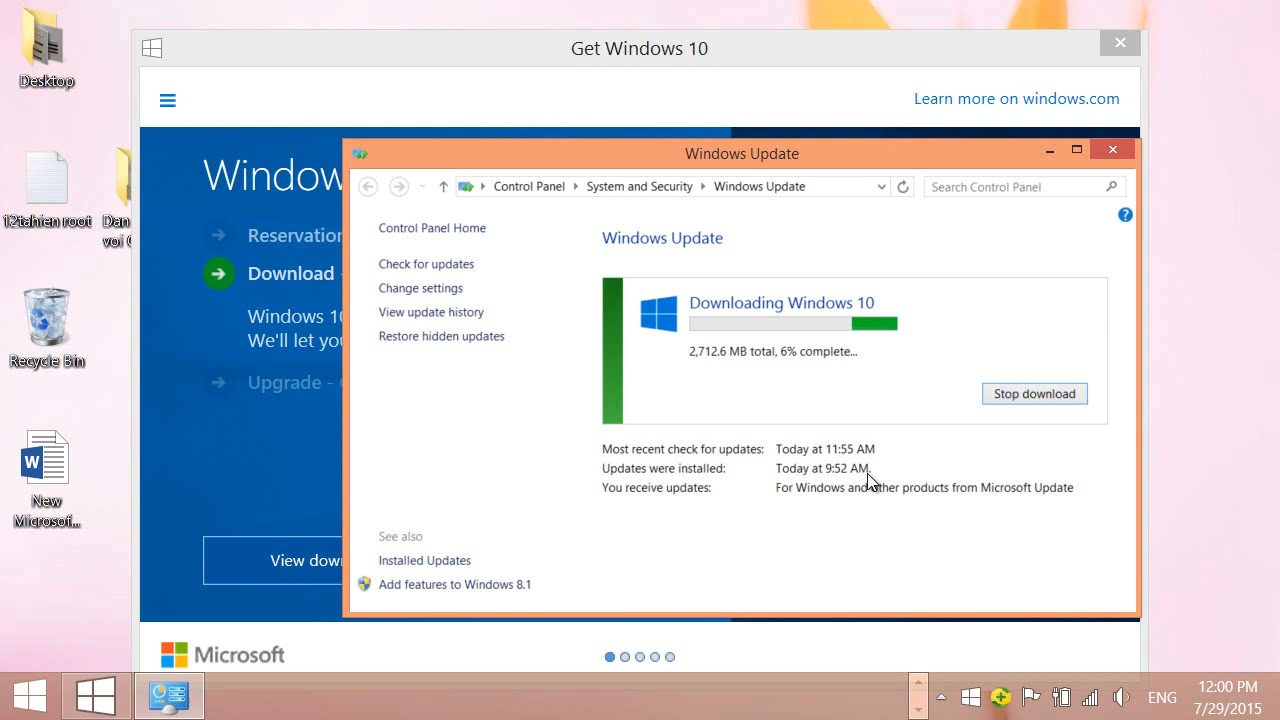 Desktop
12tahien root
Dan
voi
Recycle Bin
New
Microsof...
Get Windows 10
Learn more on windows.com
Window
Reservation
Download -
Windows 10
We'll let you
Upgrade -
View dow
Microsoft
Windows Update
Control Panel
System and Security
Windows Update
Search Control Panel
Control Panel Home
Check for updates
Change settings
View update history
Restore hidden updates
See also
Installed Updates
Add features to Windows 8.1
Windows Update
Downloading Windows 10
2,712.6 MB total, 6% complete...
Stop download
Most recent check for updates: Today at 11:55 AM
Updates were installed: Today at 9:52 AM.
You receive updates: For Windows and other products from Microsoft Update
ENG
12:00 PM
7/29/2015